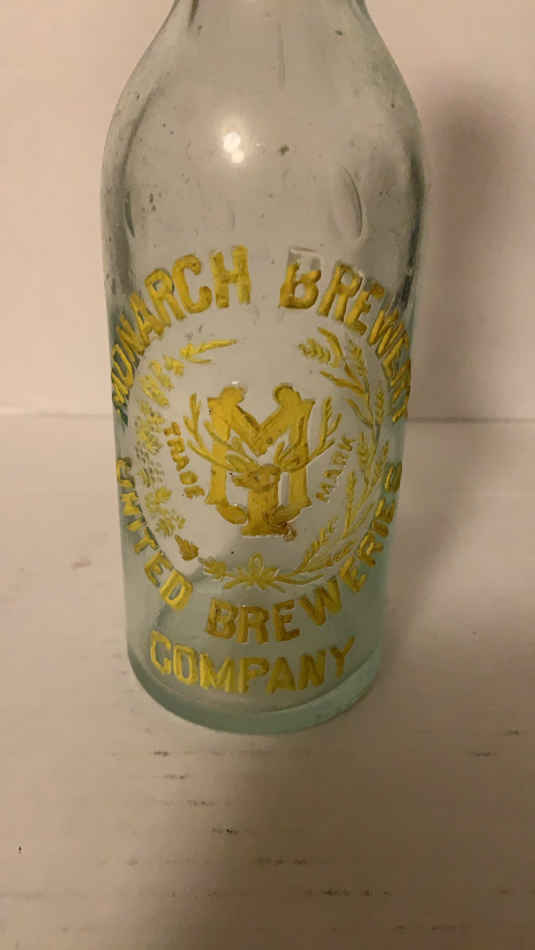 MONARCH BREWERY
M
TRADE MARK
UNITED BREWERIES
COMPANY